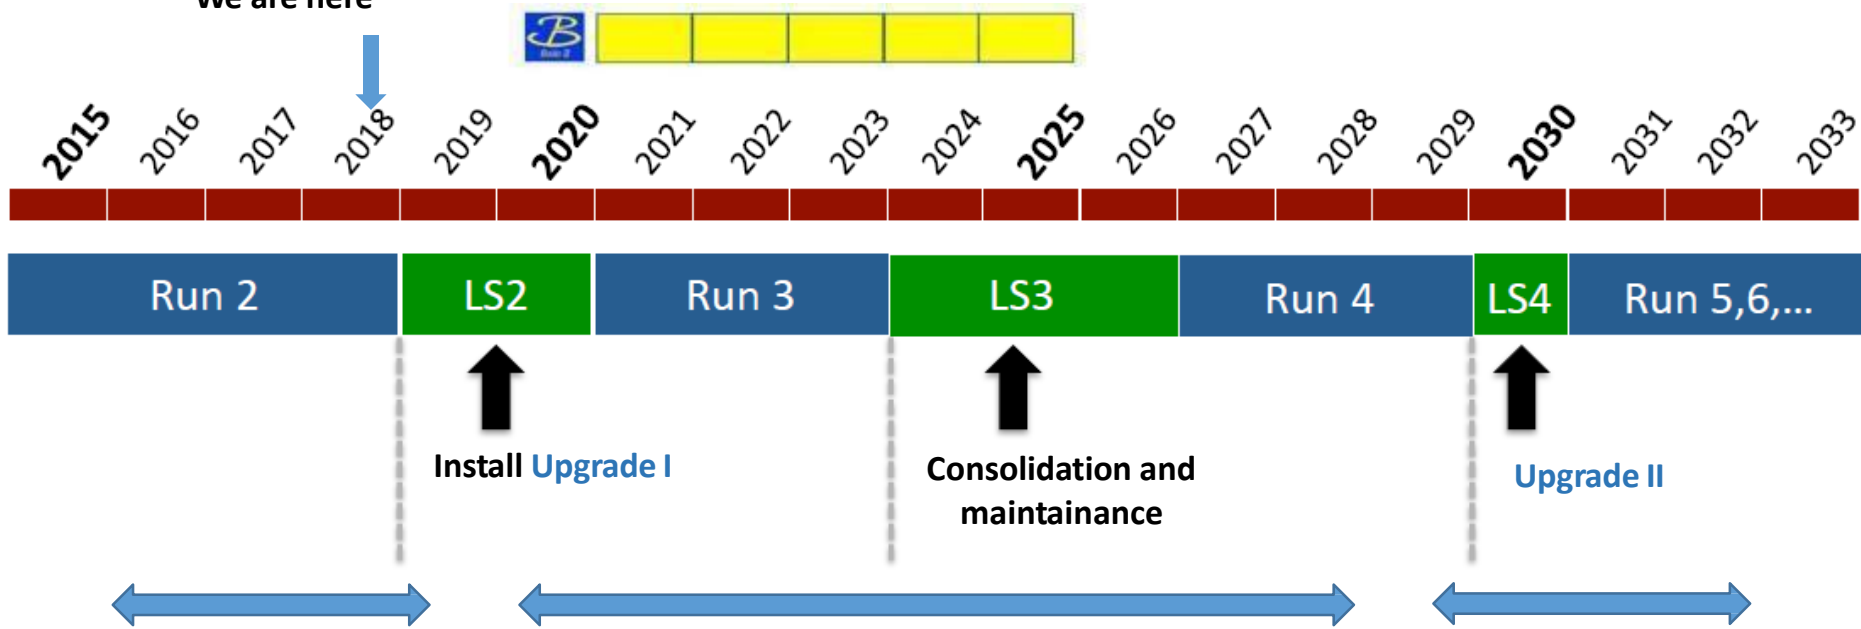 We are here
B
2015 2016 2017 2018 2019 2020 2021 2022 2023 2024 2025 2026 2027 2028 2029 2030 2031 2032 2033
Run 2 LS2 Run 3 LS3 Run 4 LS4 Run 5,6,...
Install Upgrade I
Consolidation and
maintainance
Upgrade II